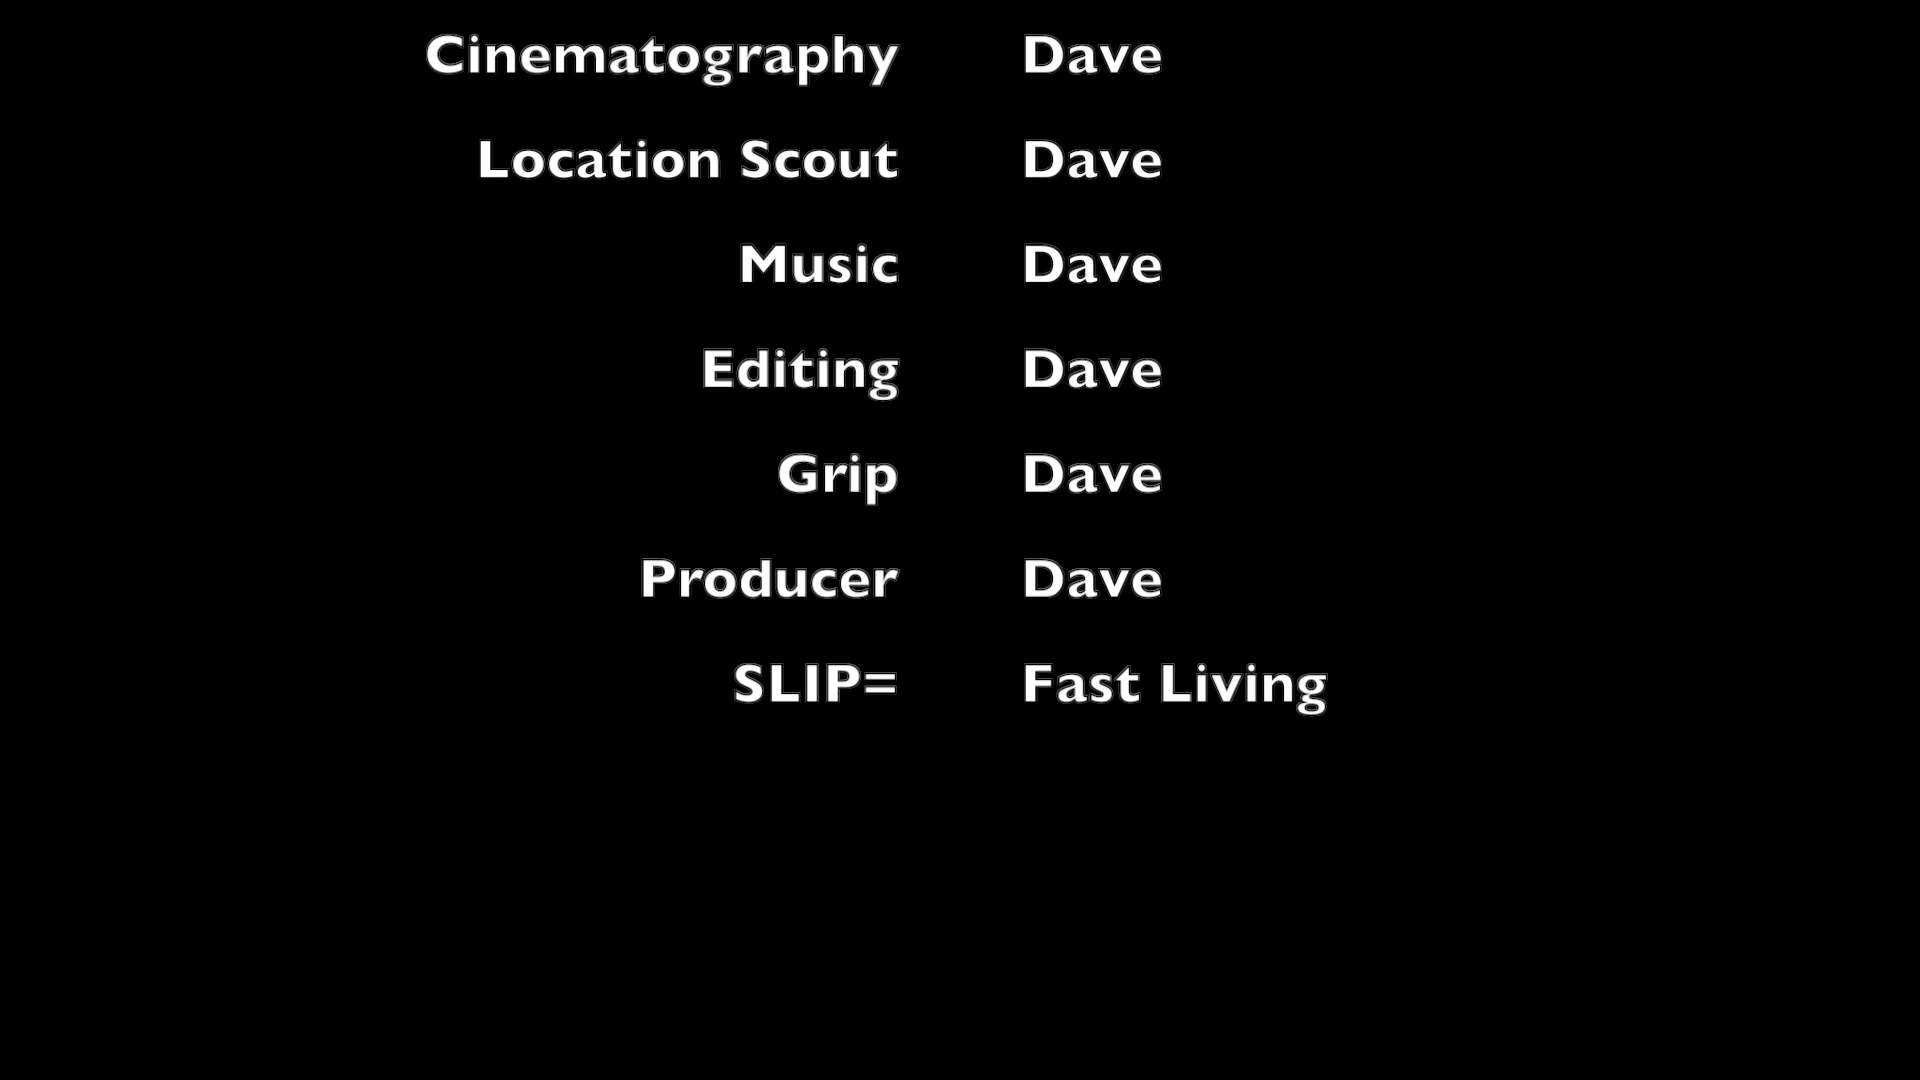 Cinematography Dave
Location Scout Dave
Music Dave
Editing Dave
Grip Dave
Producer Dave
SLIP= Fast Living